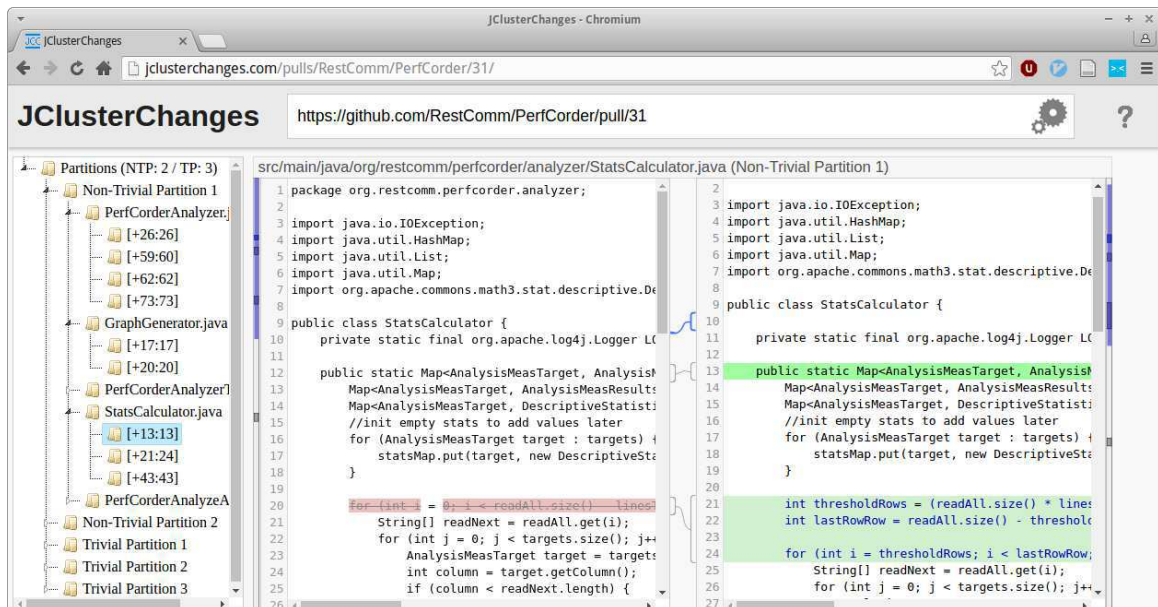 JClusterChanges - Chromium
JCC JClusterChanges ×
jclusterchanges.com/pulls/RestComm/PerfCorder/31/
JClusterChanges
https://github.com/RestComm/PerfCorder/pull/31
?
Partitions (NTP: 2 / TP: 3)
Non-Trivial Partition 1
PerfCorderAnalyzer.j
[+26:26]
[+59:60]
[+62:62]
[+73:73]
GraphGenerator.java
[+17:17]
[+20:20]
PerfCorderAnalyzerT
StatsCalculator.java
[+13:13]
[+21:24]
[+43:43]
PerfCorderAnalyzeA
Non-Trivial Partition 2
Trivial Partition 1
Trivial Partition 2
Trivial Partition 3
src/main/java/org/restcomm/perfcorder/analyzer/StatsCalculator.java (Non-Trivial Partition 1)
1 package org.restcomm.perfcorder.analyzer;
2
3 import java.io.IOException;
4 import java.util.HashMap;
5 import java.util.List;
6 import java.util.Map;
7 import org.apache.commons.math3.stat.descriptive.De
8
9 public class StatsCalculator {
10 private static final org.apache.log4j.Logger LO
11
12 public static Map<AnalysisMeasTarget, AnalysisM
13 Map<AnalysisMeasTarget, AnalysisMeasResults
14 Map<AnalysisMeasTarget, DescriptiveStatisti
15 //init empty stats to add values later
16 for (AnalysisMeasTarget target : targets) {
17 statsMap.put(target, new DescriptiveSta
18 }
19
20 for (int i = 0; i < readAll.size() - lines
21 String[] readNext = readAll.get(i);
22 for (int j = 0; j < targets.size(); j++
23 AnalysisMeasTarget target = targets
24 int column = target.getColumn();
25 if (column < readNext.length) {
26
2
3 import java.io.IOException;
4 import java.util.HashMap;
5 import java.util.List;
6 import java.util.Map;
7 import org.apache.commons.math3.stat.descriptive.De
8
9 public class StatsCalculator {
10
11 private static final org.apache.log4j.Logger LO
12
13 public static Map<AnalysisMeasTarget, AnalysisM
14 Map<AnalysisMeasTarget, AnalysisMeasResults
15 Map<AnalysisMeasTarget, DescriptiveStatisti
16 //init empty stats to add values later
17 for (AnalysisMeasTarget target : targets) {
18 statsMap.put(target, new DescriptiveSta
19 }
20
21 int thresholdRows = (readAll.size() * lines
22 int lastRowRow = readAll.size() - threshold
23
24 for (int i = thresholdRows; i < lastRowRow;
25 String[] readNext = readAll.get(i);
26 for (int j = 0; j < targets.size(); j++
27